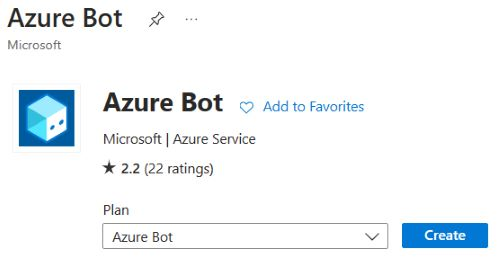 Azure Bot
Microsoft
Azure Bot Add to Favorites
Microsoft | Azure Service
★ 2.2 (22 ratings)
Plan
Azure Bot Create